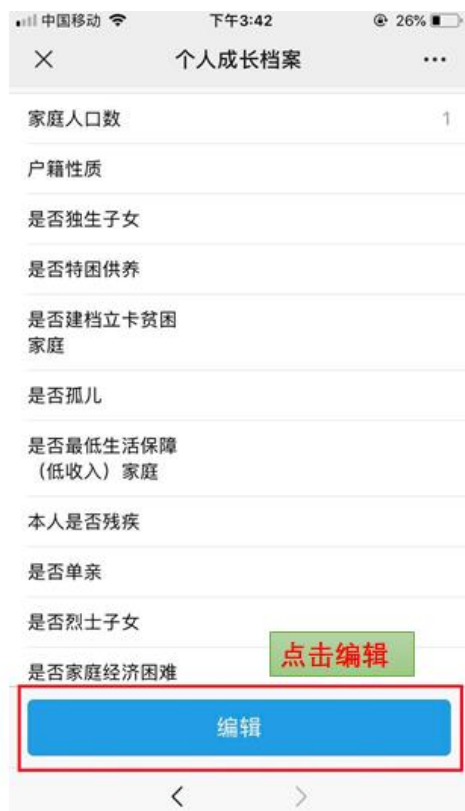 中国移动 下午3:42 26%
个人成长档案
家庭人口数 1
户籍性质
是否独生子女
是否特困供养
是否建档立卡贫困
家庭
是否孤儿
是否最低生活保障
（低收入）家庭
本人是否残疾
是否单亲
是否烈士子女
点击编辑
是否家庭经济困难
编辑